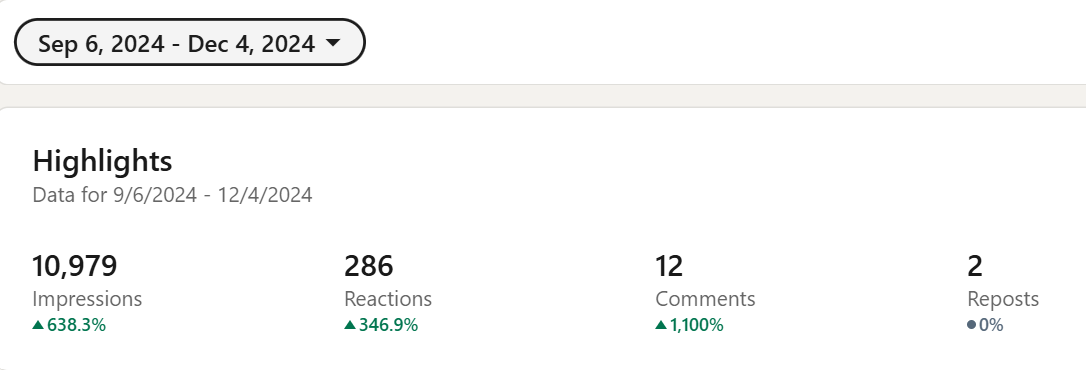 Sep 6, 2024 - Dec 4, 2024
Highlights
Data for 9/6/2024 - 12/4/2024
10,979
Impressions
638.3%
286
Reactions
346.9%
12
Comments
1,100%
2
Reposts
0%